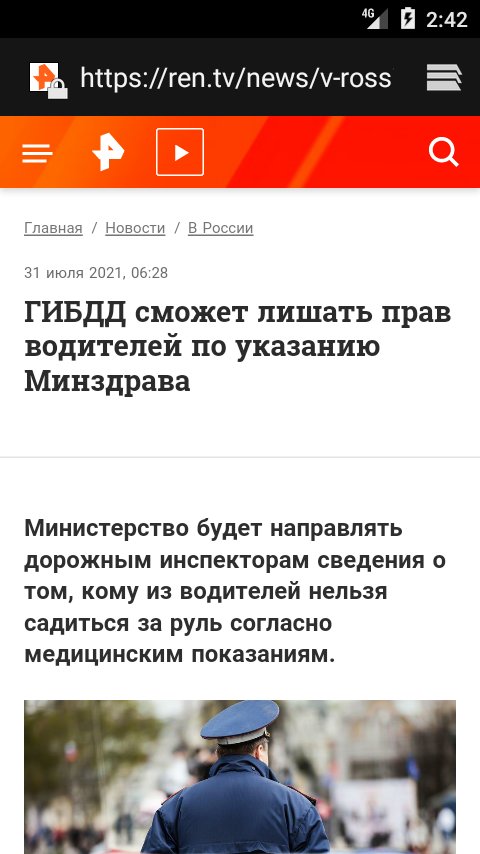 4G 2:42
https://ren.tv/news/v-ross
Главная / Новости / В России
31 июля 2021, 06:28
ГИБДД сможет лишать прав
водителей по указанию
Минздрава
Министерство будет направлять
дорожным инспекторам сведения о
том, кому из водителей нельзя
садиться за руль согласно
медицинским показаниям.